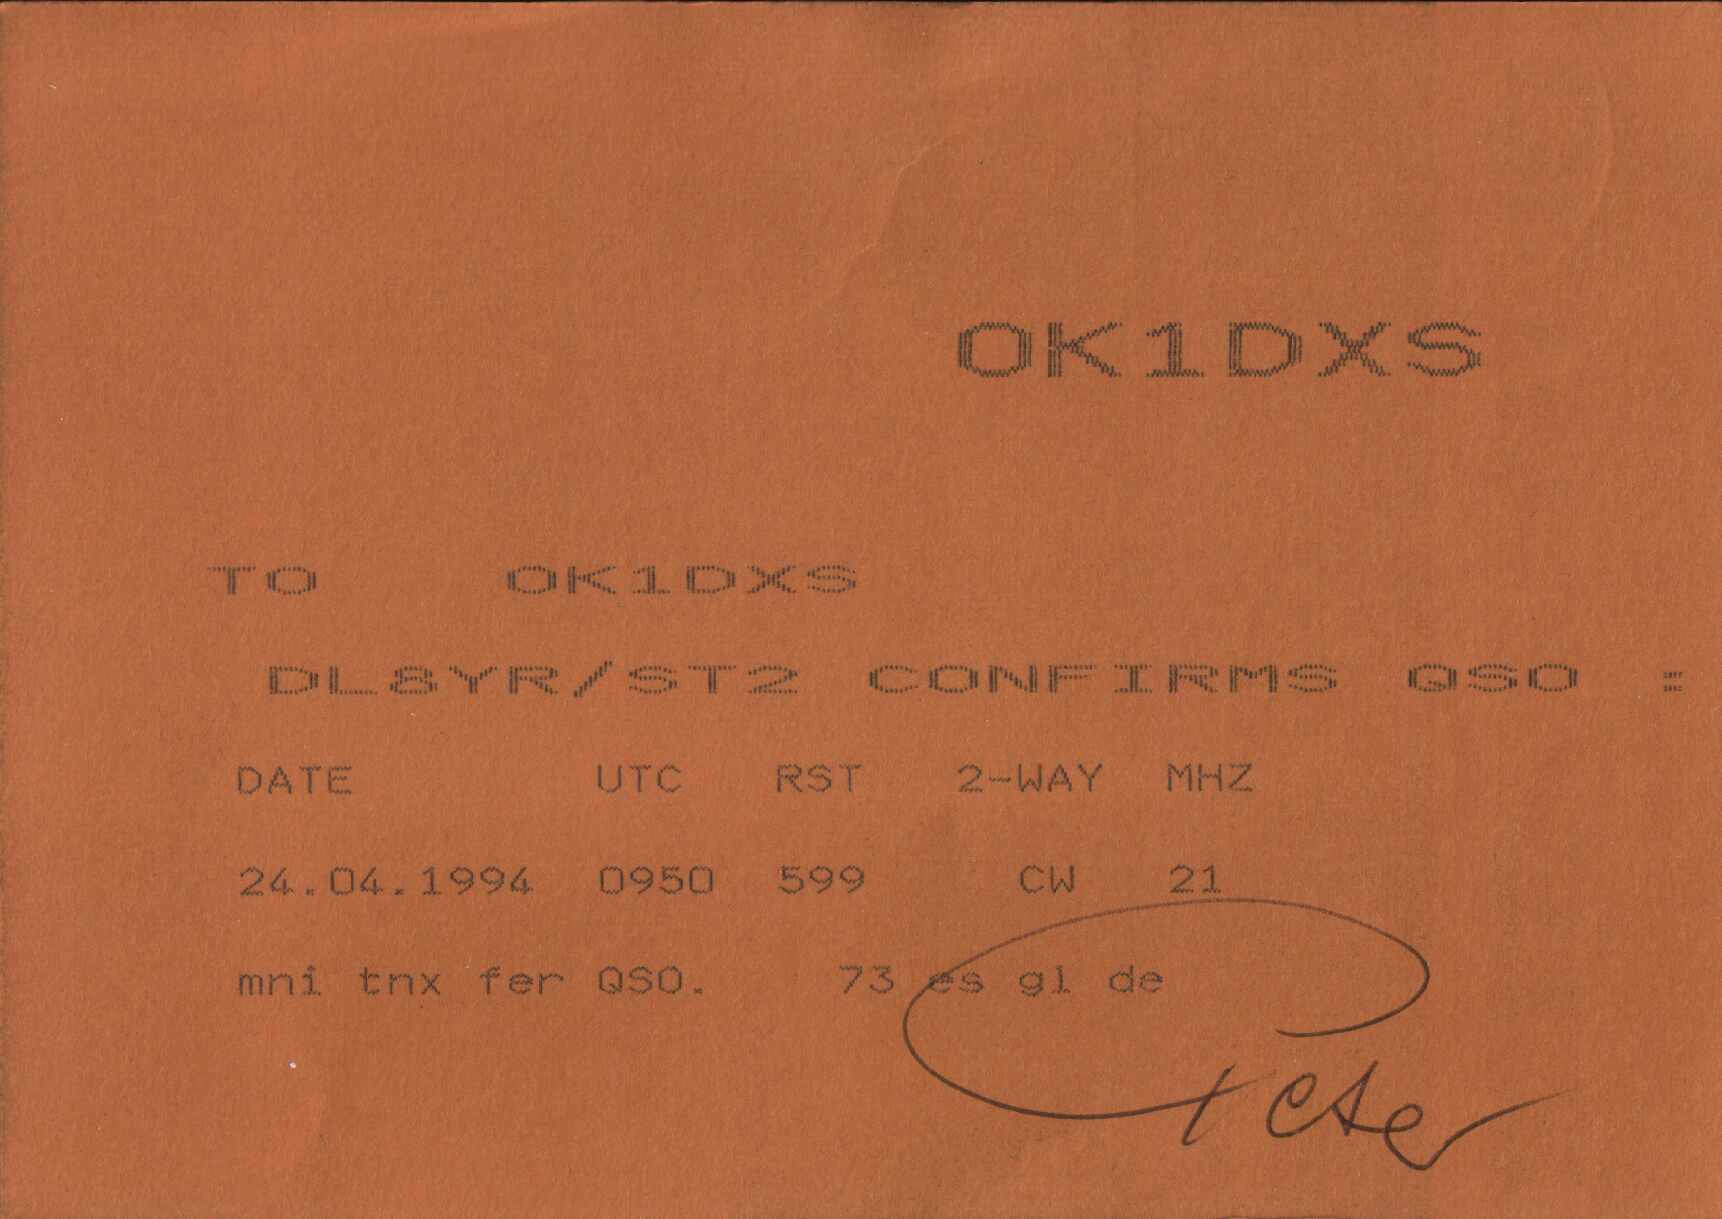 OK1DXS
TO OK1DXS
DL8YR/ST2 CONFIRMS QSO :
DATE UTC RST 2-WAY MHZ
24.04.1994 0950 599 CW 21
mni tnx fer QSO. 73 es gl de
Peter